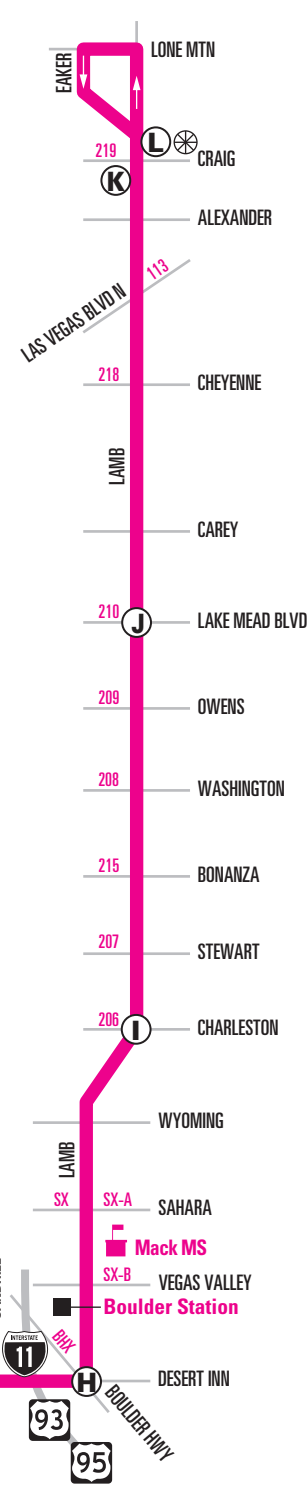 LONE MTN
EAKER
L
219
CRAIG
K
ALEXANDER
113
LAS VEGAS BLVD N
218
CHEYENNE
LAMB
CAREY
210
J
LAKE MEAD BLVD
209
OWENS
208
WASHINGTON
215
BONANZA
207
STEWART
206
I
CHARLESTON
WYOMING
LAMB
SX
SX-A
SAHARA
Mack MS
SX-B
VEGAS VALLEY
Boulder Station
INTERSTATE
11
BHX
H
DESERT INN
BOULDER HWY
93
95